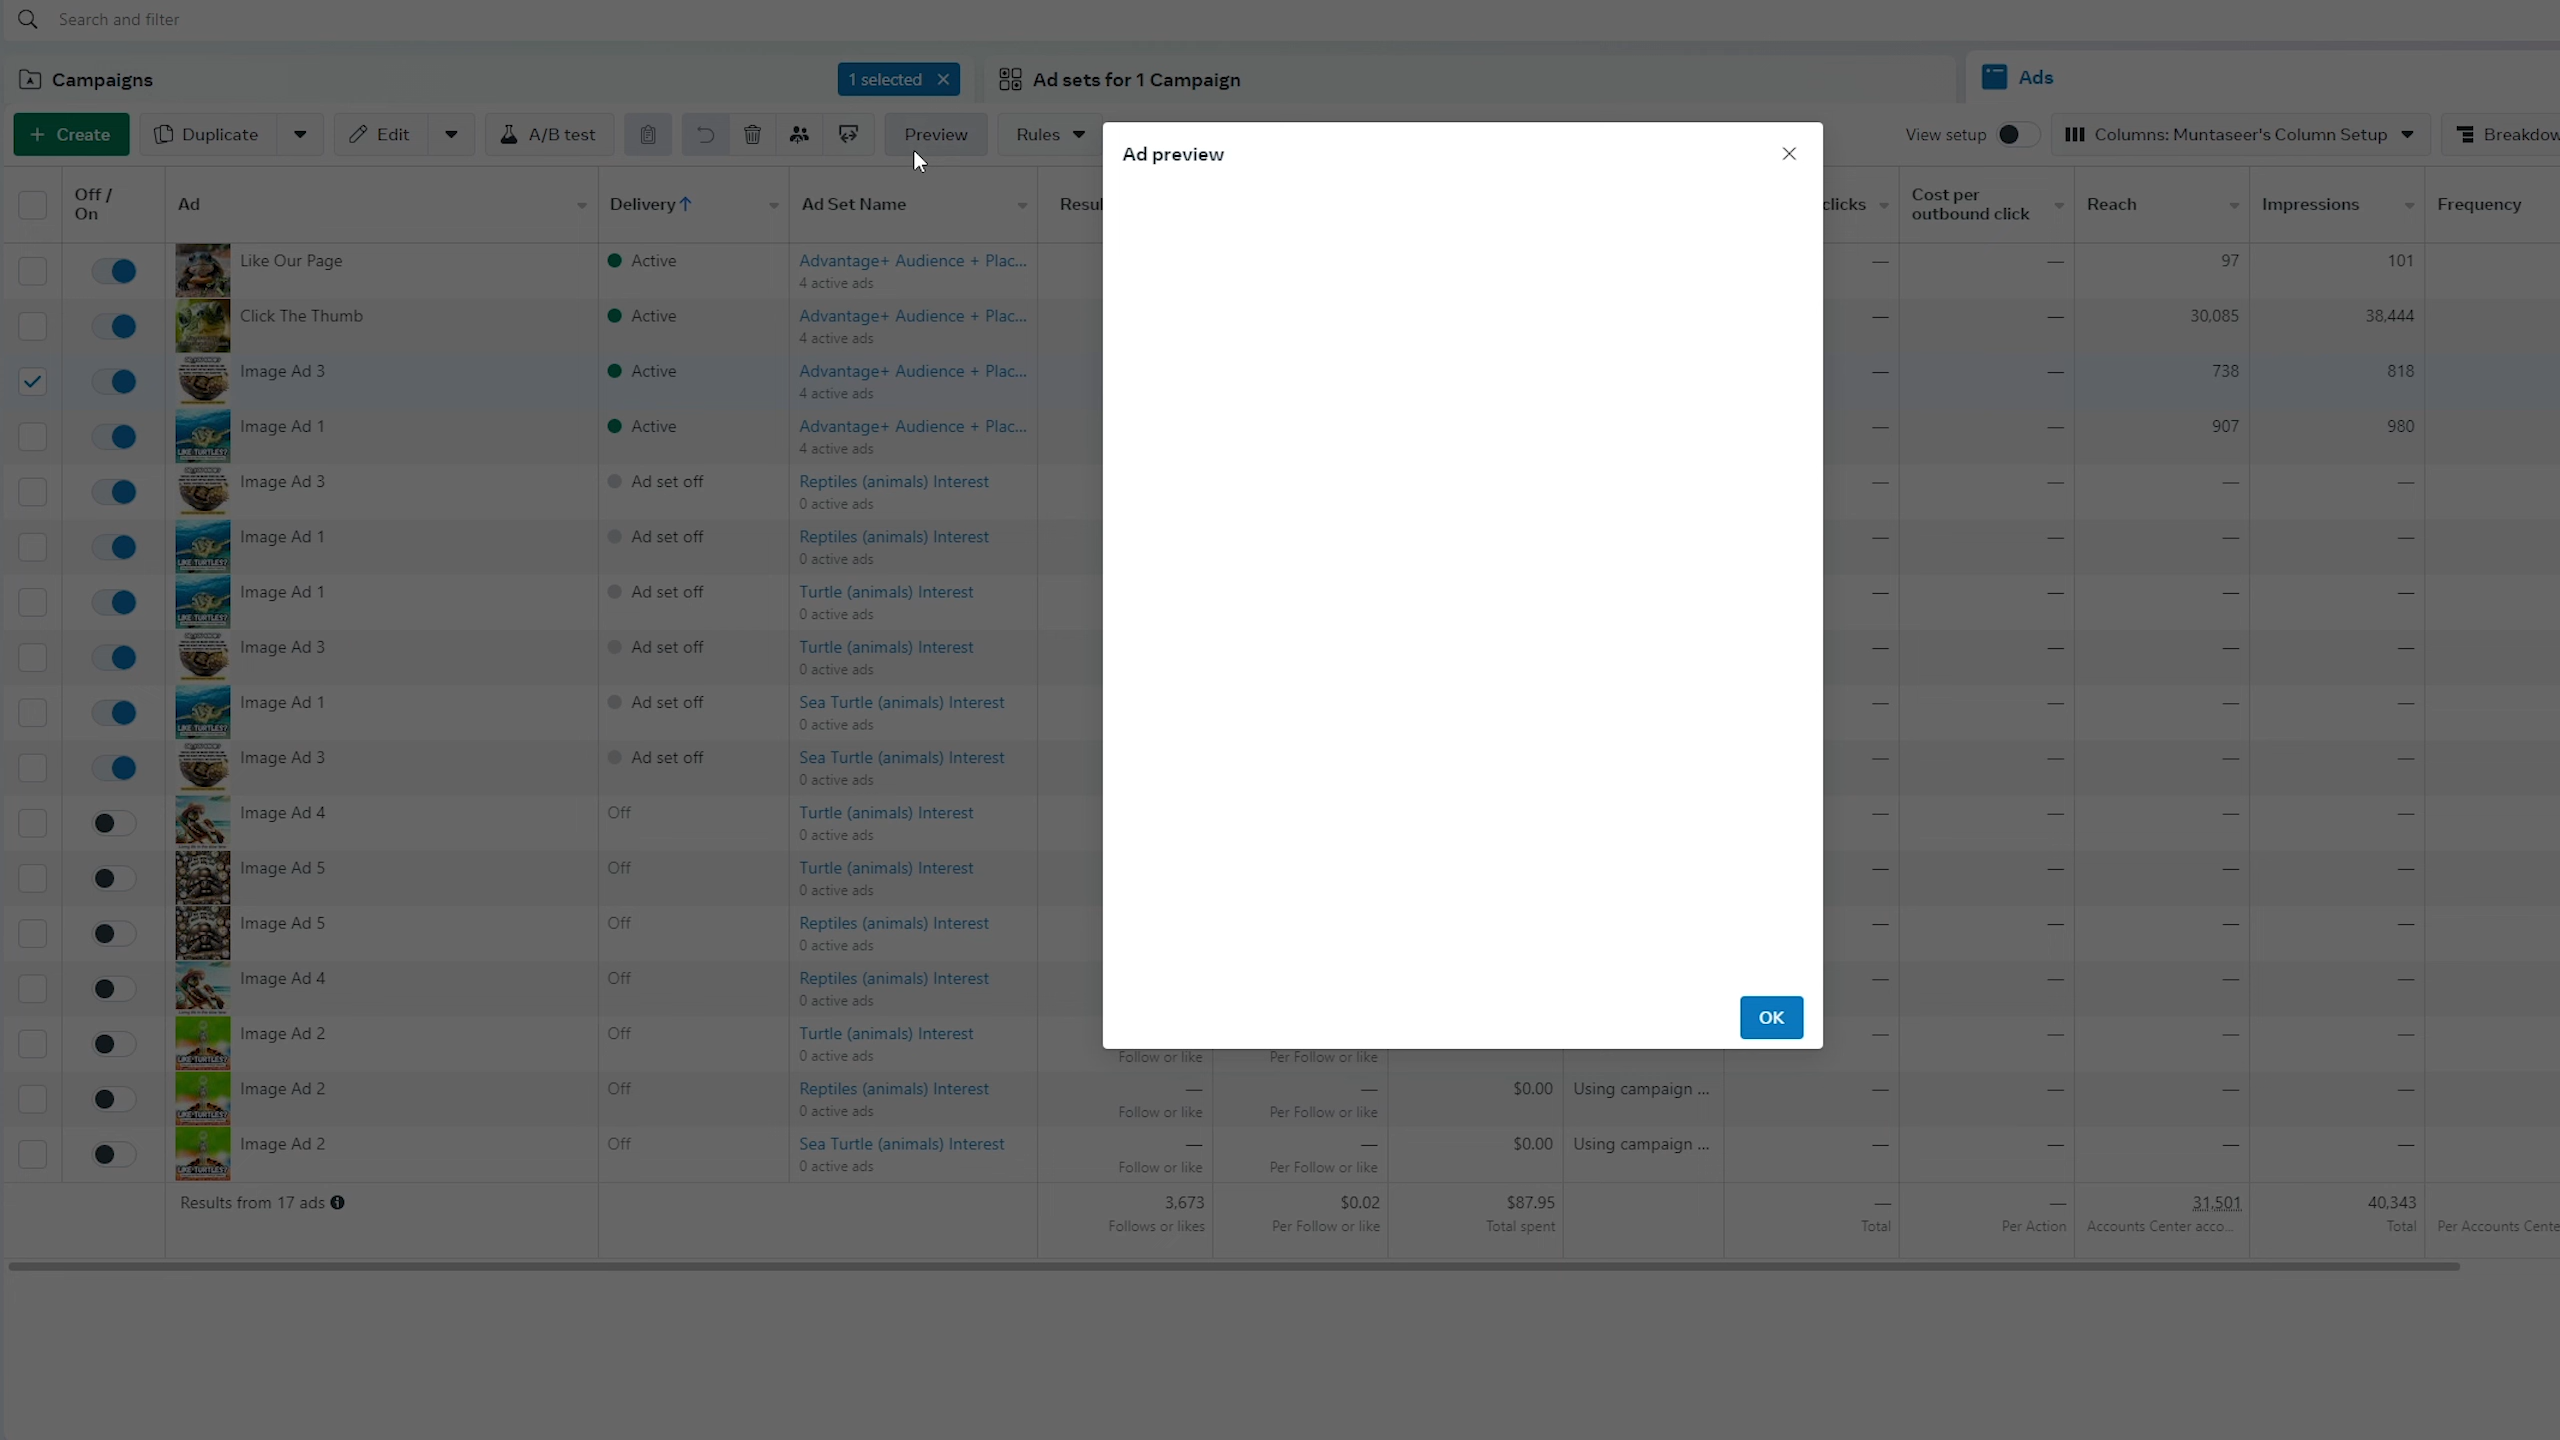 Search and filter
Campaigns
1 selected
Ad sets for 1 Campaign
Ads
+ Create
Duplicate
Edit
A/B test
Preview
Rules
View setup
Columns: Muntaseer's Column Setup
Breakdow
Ad preview
Off / On
Ad
Delivery
Ad Set Name
Resul
clicks
Cost per outbound click
Reach
Impressions
Frequency
Like Our Page
Active
Advantage+ Audience + Plac...
4 active ads
—
—
97
101
Click The Thumb
Active
Advantage+ Audience + Plac...
4 active ads
—
—
30,085
38,444
Image Ad 3
Active
Advantage+ Audience + Plac...
4 active ads
—
—
738
818
Image Ad 1
Active
Advantage+ Audience + Plac...
4 active ads
—
—
907
980
Image Ad 3
Ad set off
Reptiles (animals) Interest
0 active ads
—
—
—
—
Image Ad 1
Ad set off
Reptiles (animals) Interest
0 active ads
—
—
—
—
Image Ad 1
Ad set off
Turtle (animals) Interest
0 active ads
—
—
—
—
Image Ad 3
Ad set off
Turtle (animals) Interest
0 active ads
—
—
—
—
Image Ad 1
Ad set off
Sea Turtle (animals) Interest
0 active ads
—
—
—
—
Image Ad 3
Ad set off
Sea Turtle (animals) Interest
0 active ads
—
—
—
—
Image Ad 4
Off
Turtle (animals) Interest
0 active ads
—
—
—
—
Image Ad 5
Off
Turtle (animals) Interest
0 active ads
—
—
—
—
Image Ad 5
Off
Reptiles (animals) Interest
0 active ads
—
—
—
—
Image Ad 4
Off
Reptiles (animals) Interest
0 active ads
—
—
—
—
OK
Image Ad 2
Off
Turtle (animals) Interest
0 active ads
Follow or like
Per Follow or like
—
—
—
—
Image Ad 2
Off
Reptiles (animals) Interest
0 active ads
—
Follow or like
—
Per Follow or like
$0.00
Using campaign ...
—
—
—
—
Image Ad 2
Off
Sea Turtle (animals) Interest
0 active ads
—
Follow or like
—
Per Follow or like
$0.00
Using campaign ...
—
—
—
—
Results from 17 ads
3,673
Follows or likes
$0.02
Per Follow or like
$87.95
Total spent
—
Total
—
Per Action
31,501
Accounts Center acco...
40,343
Total
Per Accounts Cente